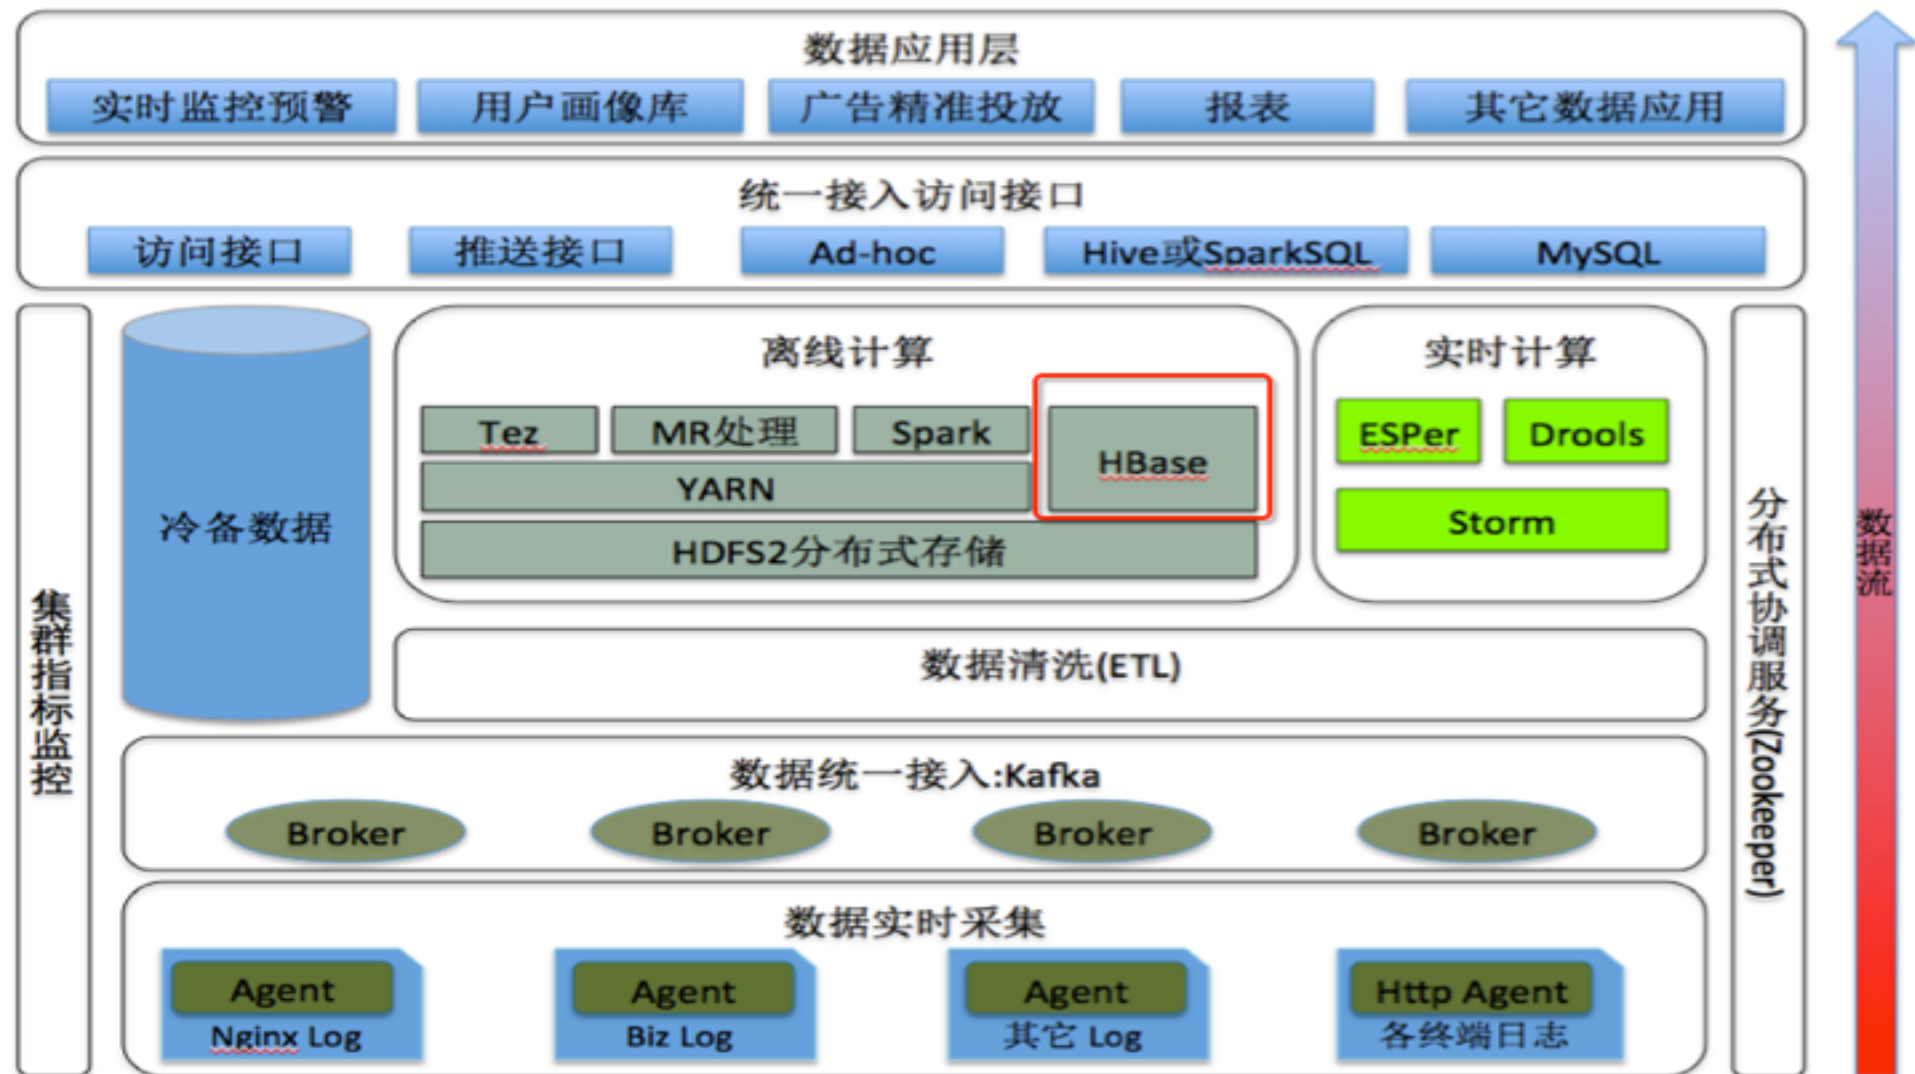 数据应用层
实时监控预警
用户画像库
广告精准投放
报表
其它数据应用
统一接入访问接口
访问接口
推送接口
Ad-hoc
Hive或SparkSQL
MySQL
集群指标监控
冷备数据
离线计算
Tez
MR处理
Spark
HBase
YARN
HDFS2分布式存储
实时计算
ESPer
Drools
Storm
分布式协调服务(Zookeeper)
数据流
数据清洗(ETL)
数据统一接入:Kafka
Broker
Broker
Broker
Broker
数据实时采集
Agent
Nginx Log
Agent
Biz Log
Agent
其它 Log
Http Agent
各终端日志